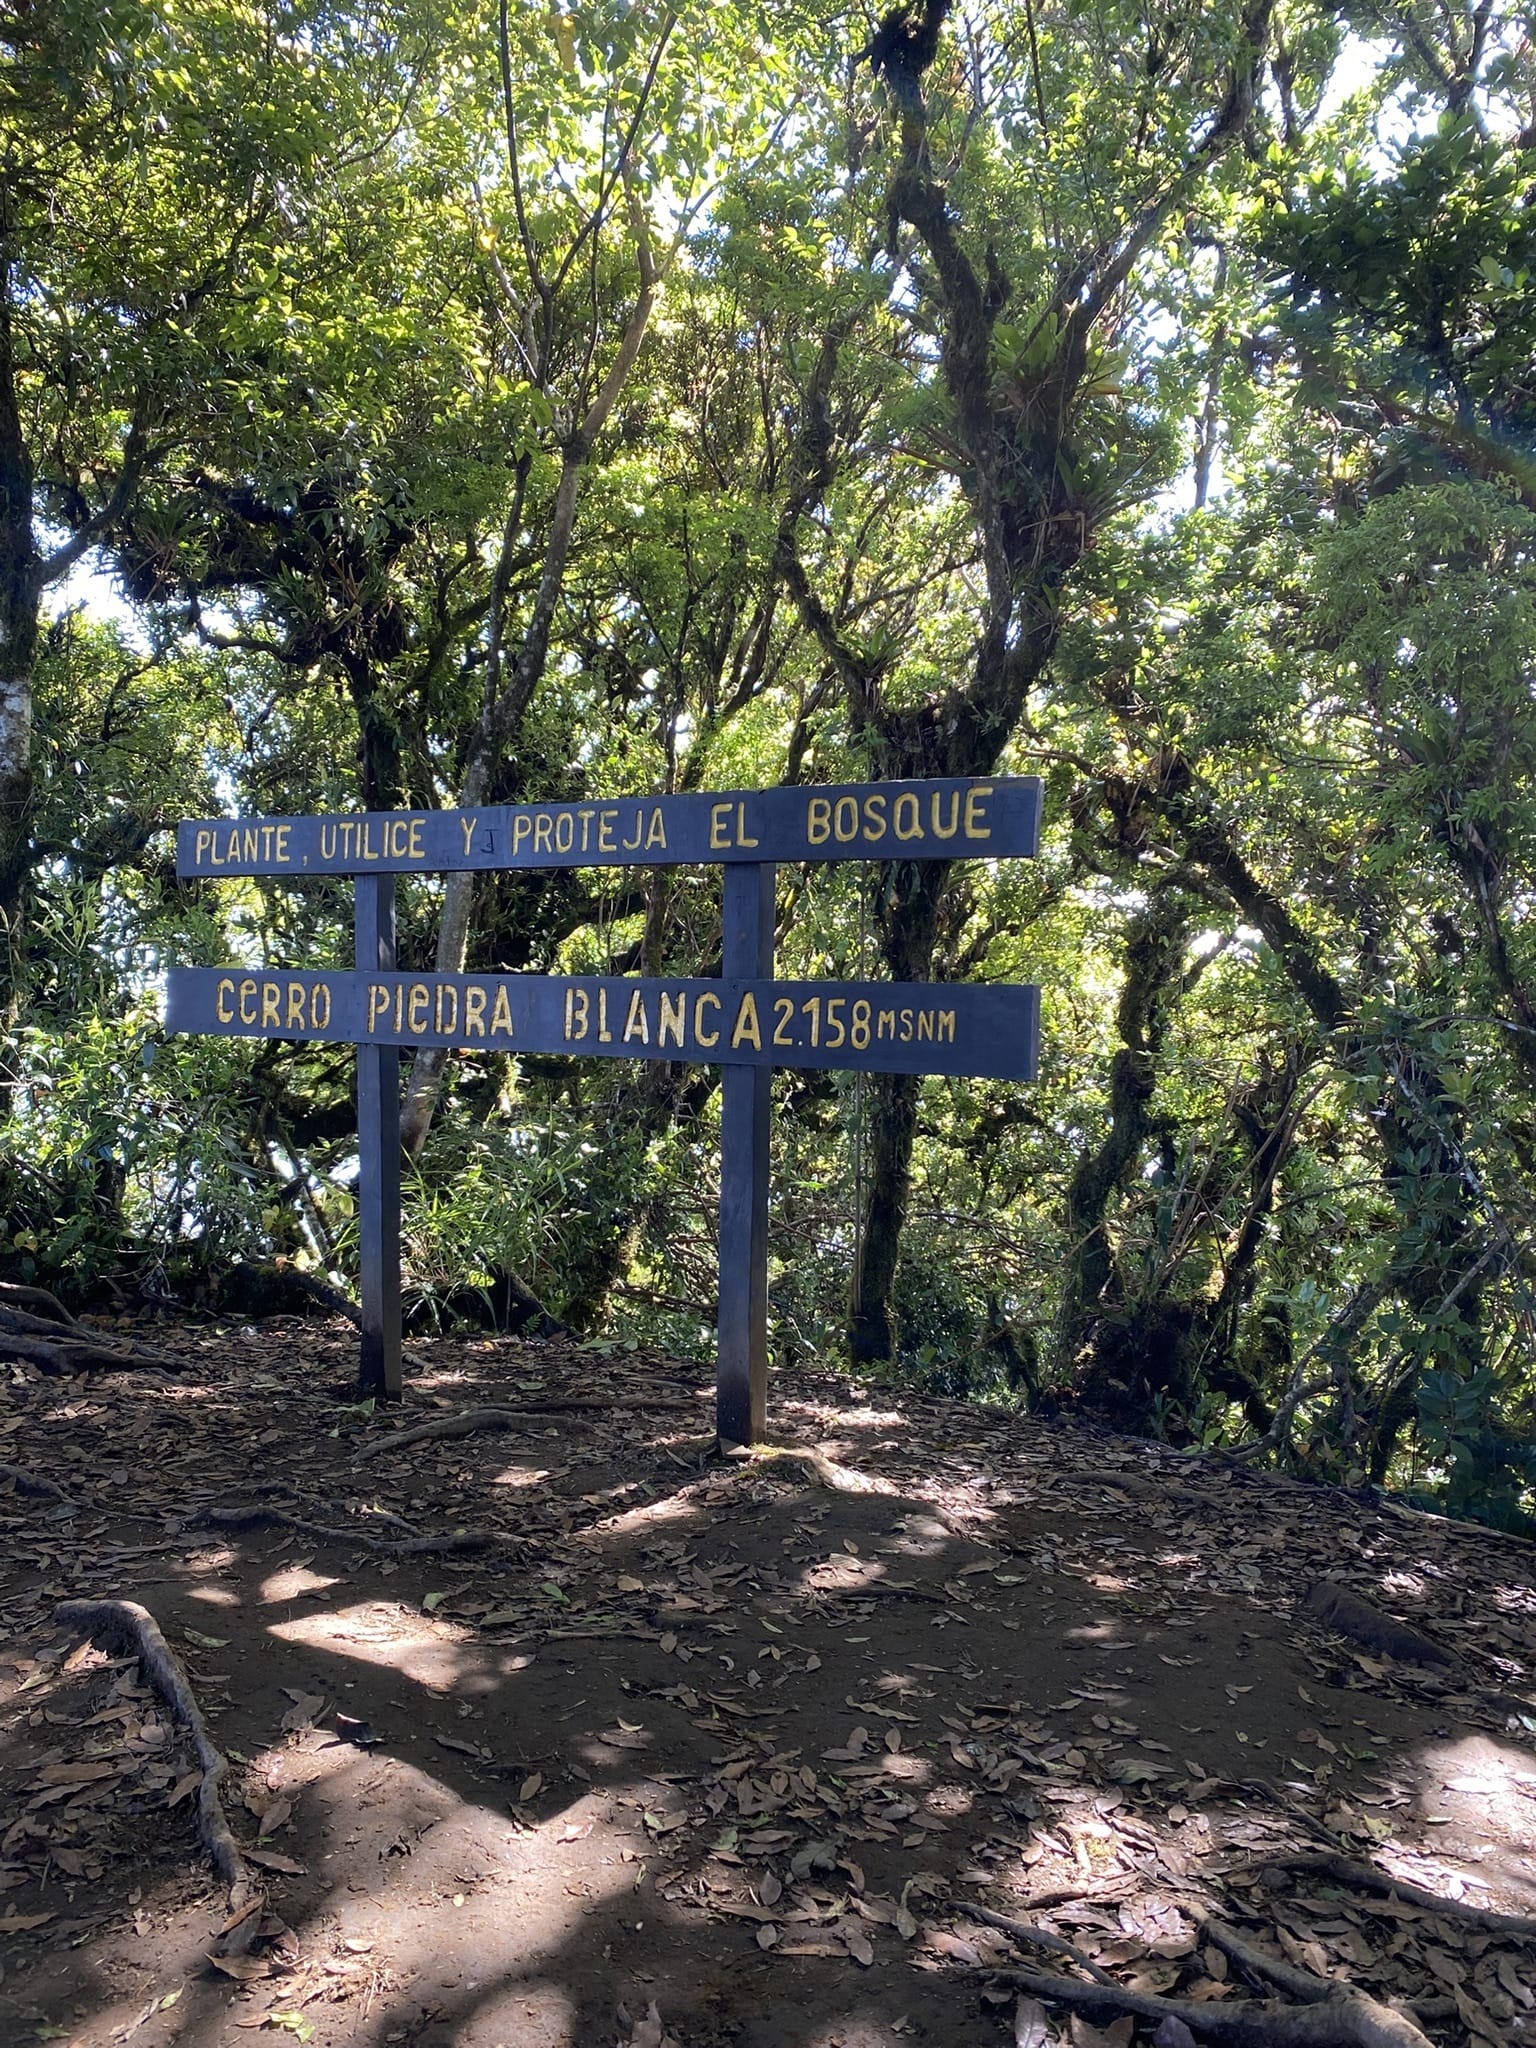 PLANTE, UTILICE Y PROTEJA EL BOSQUE
CERRO PIEDRA BLANCA 2.158 MSNM